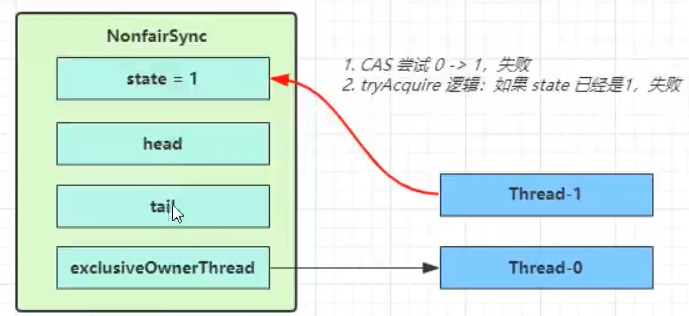 NonfairSync
state = 1
head
tail
exclusiveOwnerThread
1. CAS 尝试 0 -> 1，失败
2. tryAcquire 逻辑：如果 state 已经是1，失败
Thread-1
Thread-0